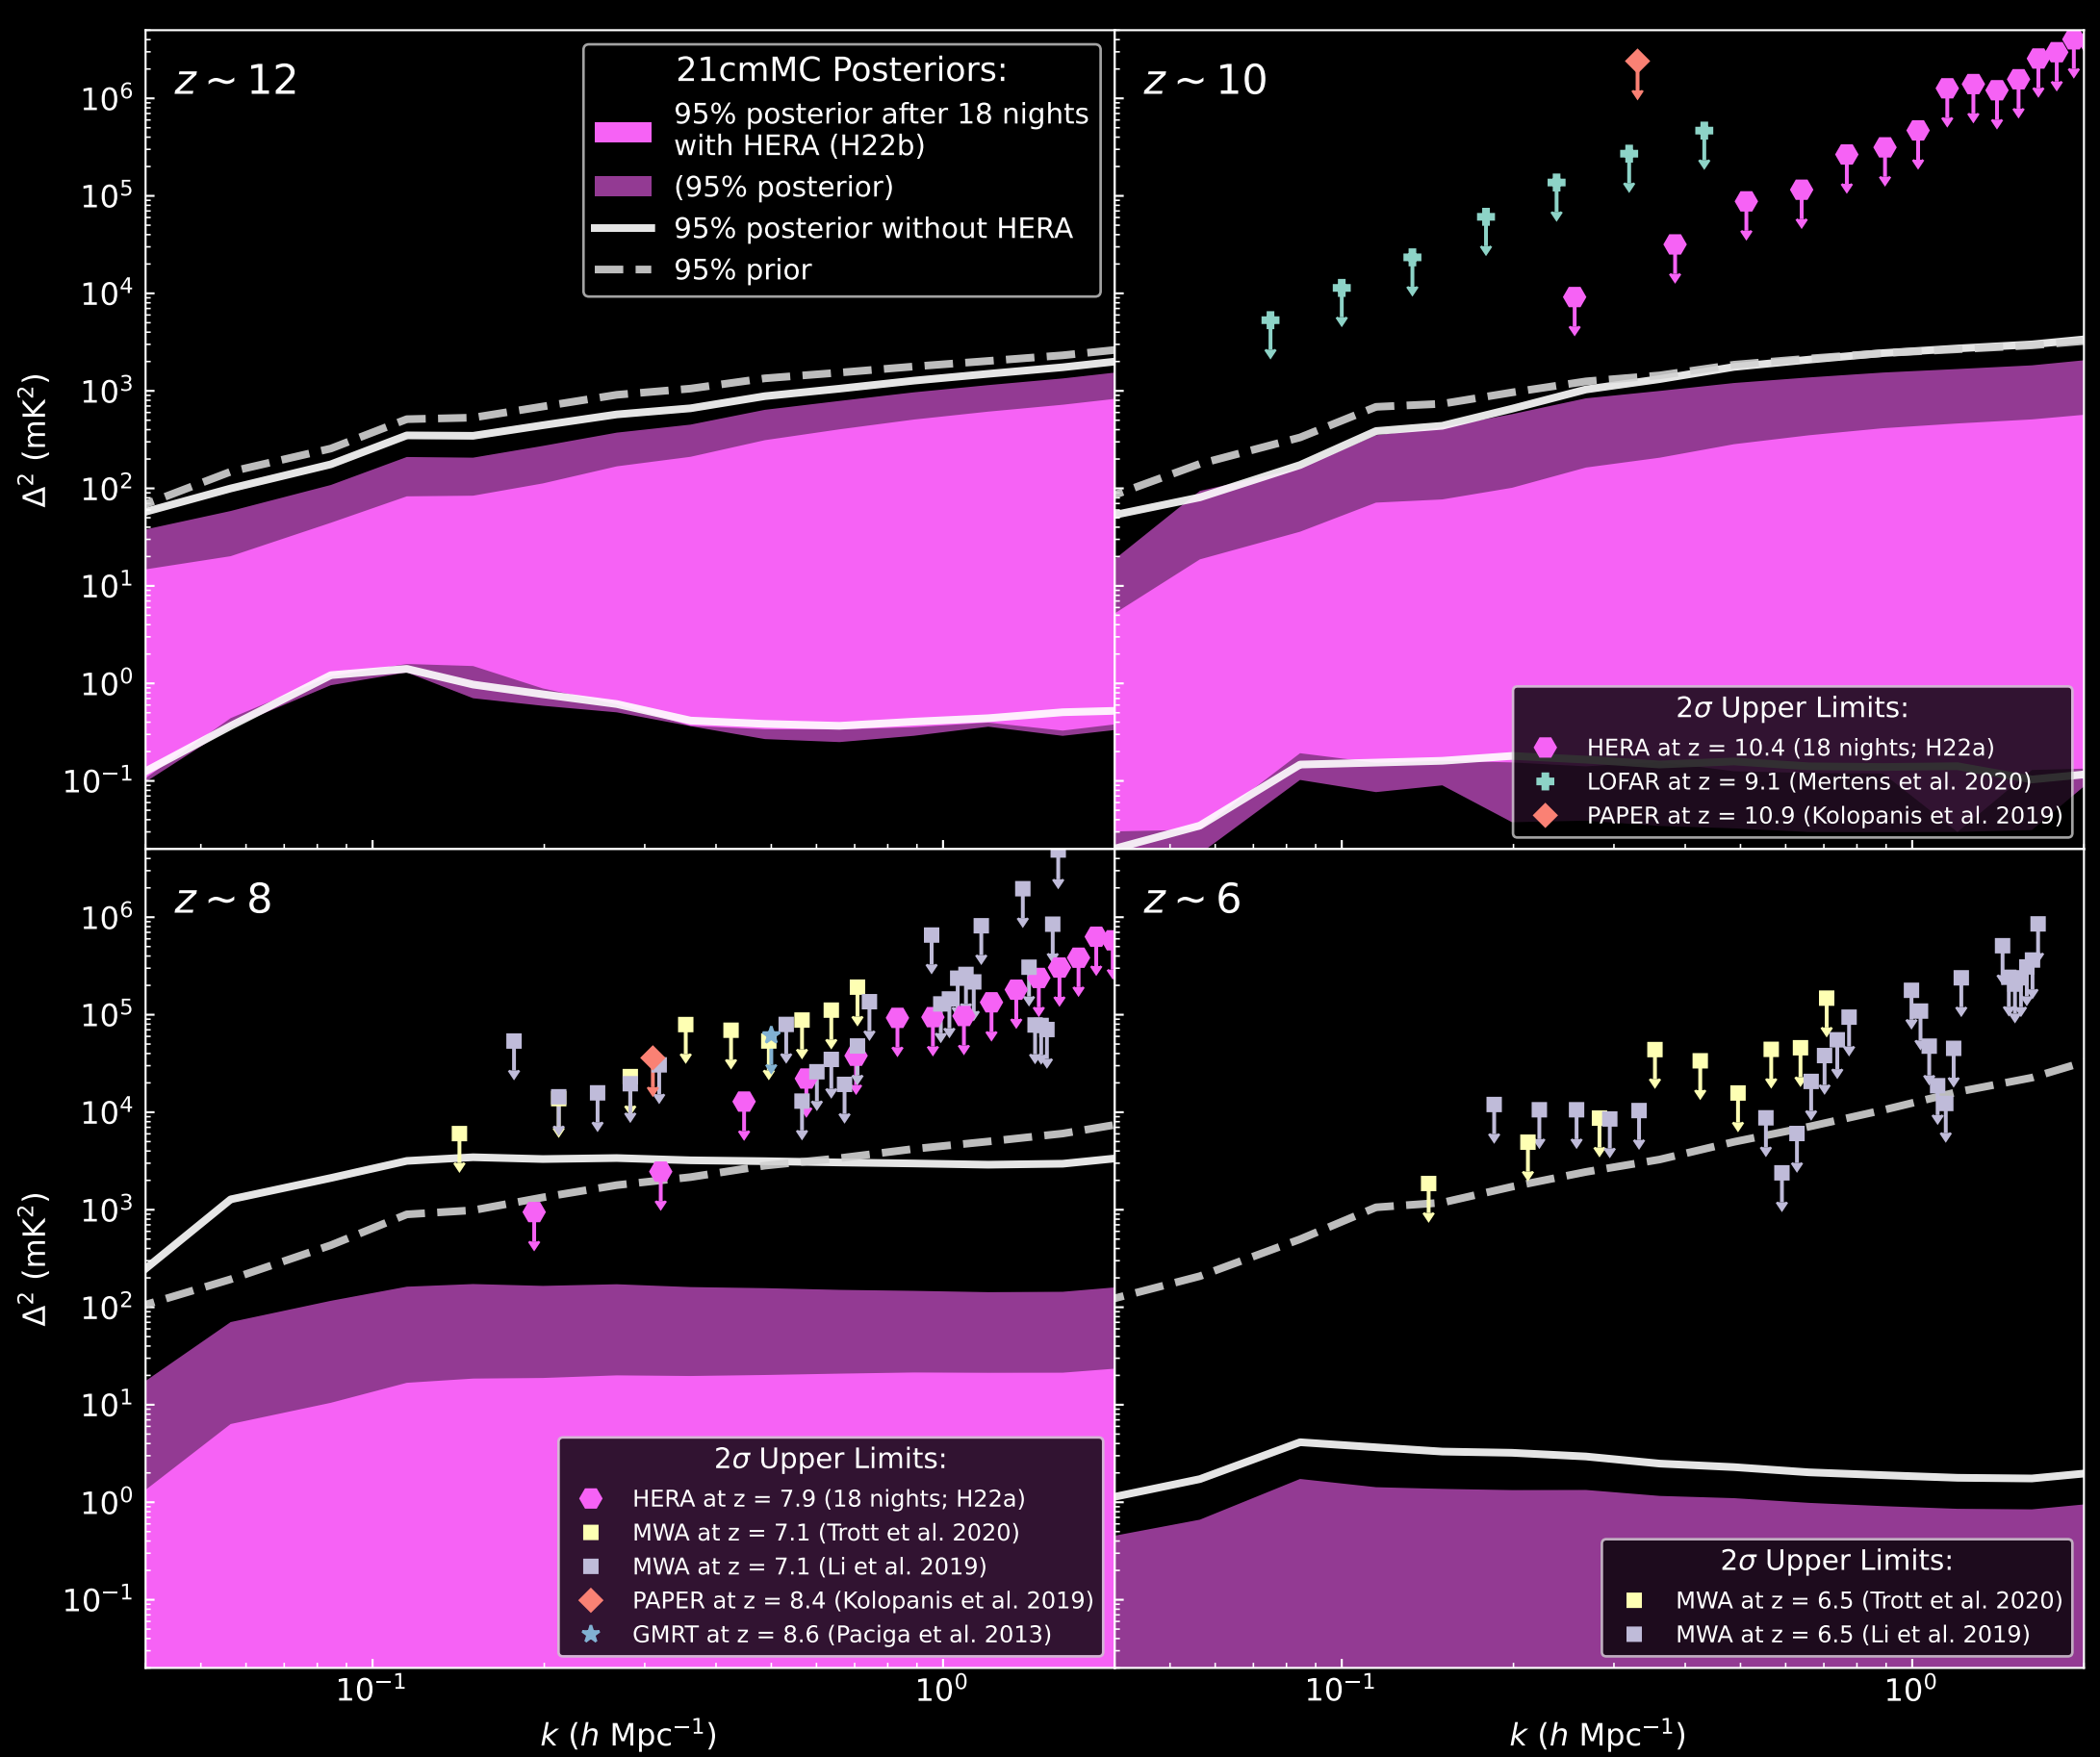 z ~ 12
21cmMC Posteriors:
95% posterior after 18 nights
with HERA (H22b)
(95% posterior)
95% posterior without HERA
95% prior
10⁶
10⁵
10⁴
10³
10²
10¹
10⁰
10⁻¹
Δ² (mK²)
z ~ 10
2σ Upper Limits:
HERA at z = 10.4 (18 nights; H22a)
LOFAR at z = 9.1 (Mertens et al. 2020)
PAPER at z = 10.9 (Kolopanis et al. 2019)
z ~ 8
10⁶
10⁵
10⁴
10³
10²
10¹
10⁰
10⁻¹
Δ² (mK²)
2σ Upper Limits:
HERA at z = 7.9 (18 nights; H22a)
MWA at z = 7.1 (Trott et al. 2020)
MWA at z = 7.1 (Li et al. 2019)
PAPER at z = 8.4 (Kolopanis et al. 2019)
GMRT at z = 8.6 (Paciga et al. 2013)
10⁻¹ 10⁰
k (h Mpc⁻¹)
z ~ 6
2σ Upper Limits:
MWA at z = 6.5 (Trott et al. 2020)
MWA at z = 6.5 (Li et al. 2019)
10⁻¹ 10⁰
k (h Mpc⁻¹)